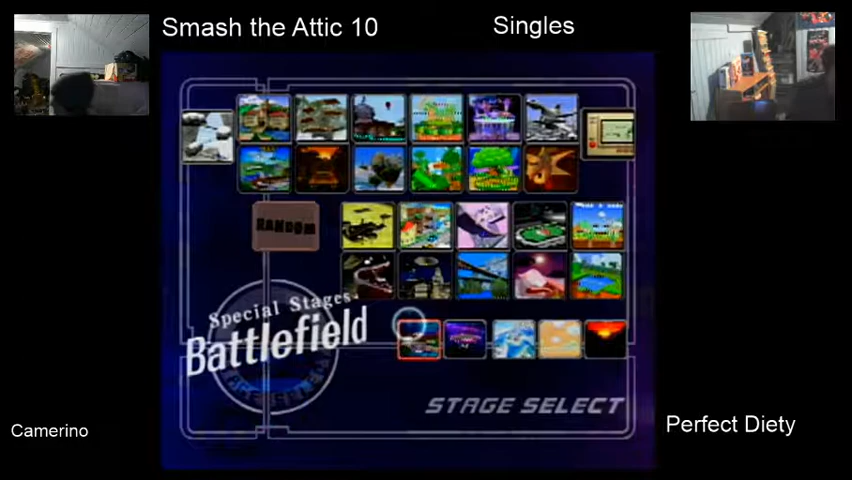 Smash the Attic 10
Singles
RANDOM
Special Stages
Battlefield
STAGE SELECT
Camerino
Perfect Diety